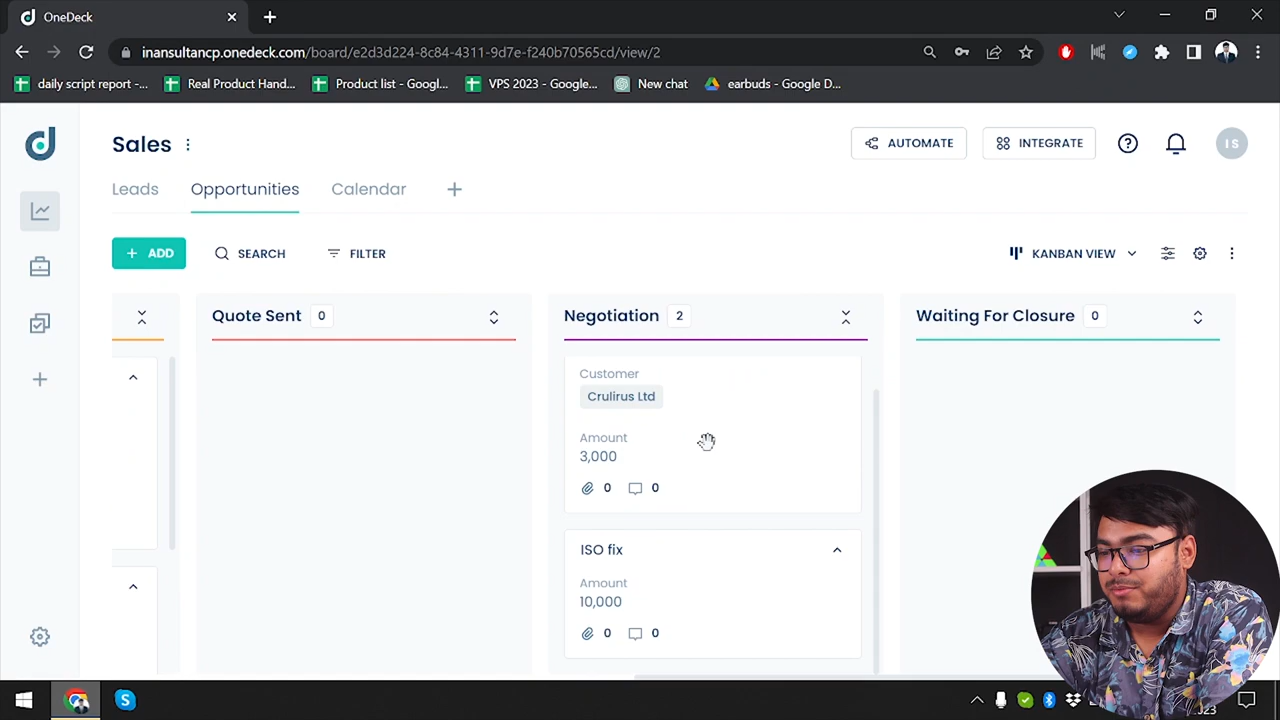 OneDeck
inansultancp.onedeck.com/board/e2d3d224-8c84-4311-9d7e-f240b70565cd/view/2
daily script report -... Real Product Hand... Product list - Googl... VPS 2023 - Google... New chat earbuds - Google D...
Sales AUTOMATE INTEGRATE IS
Leads Opportunities Calendar
+ ADD SEARCH FILTER KANBAN VIEW
Quote Sent 0 Negotiation 2 Waiting For Closure 0
Customer
Crulirus Ltd
Amount
3,000
0 0
ISO fix
Amount
10,000
0 0